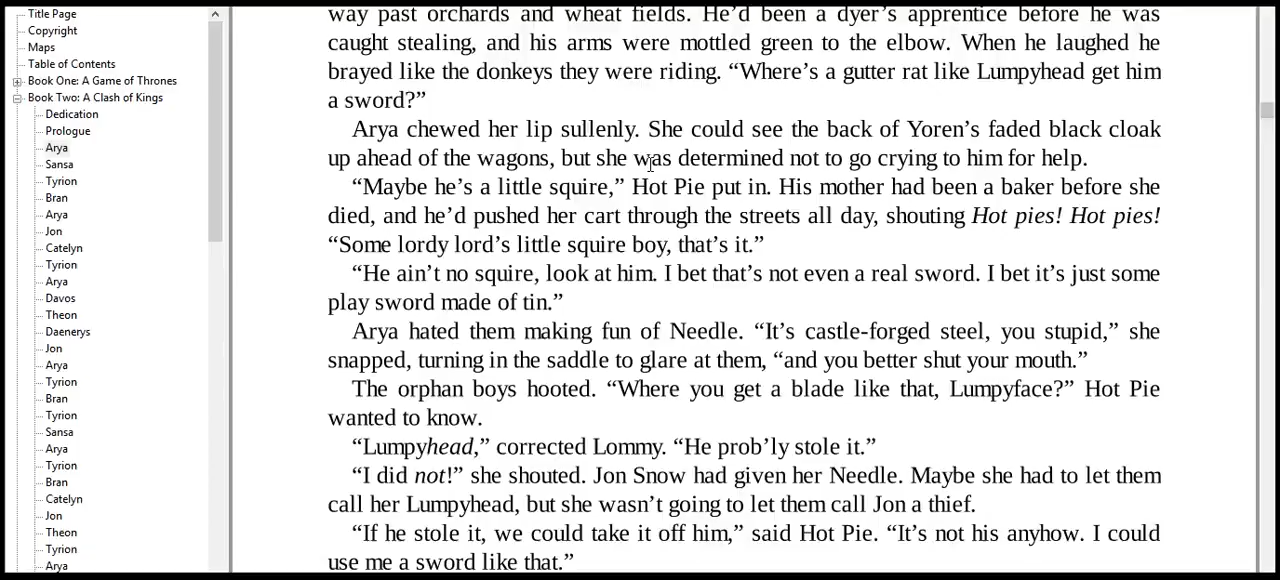 Title Page
Copyright
Maps
Table of Contents
Book One: A Game of Thrones
Book Two: A Clash of Kings
Dedication
Prologue
Arya
Sansa
Tyrion
Bran
Arya
Jon
Catelyn
Tyrion
Arya
Davos
Theon
Daenerys
Jon
Arya
Tyrion
Bran
Tyrion
Sansa
Arya
Tyrion
Bran
Catelyn
Jon
Theon
Tyrion
Arya
way past orchards and wheat fields. He’d been a dyer’s apprentice before he was
caught stealing, and his arms were mottled green to the elbow. When he laughed he
brayed like the donkeys they were riding. “Where’s a gutter rat like Lumpyhead get him
a sword?”
Arya chewed her lip sullenly. She could see the back of Yoren’s faded black cloak
up ahead of the wagons, but she was determined not to go crying to him for help.
“Maybe he’s a little squire,” Hot Pie put in. His mother had been a baker before she
died, and he’d pushed her cart through the streets all day, shouting Hot pies! Hot pies!
“Some lordy lord’s little squire boy, that’s it.”
“He ain’t no squire, look at him. I bet that’s not even a real sword. I bet it’s just some
play sword made of tin.”
Arya hated them making fun of Needle. “It’s castle-forged steel, you stupid,” she
snapped, turning in the saddle to glare at them, “and you better shut your mouth.”
The orphan boys hooted. “Where you get a blade like that, Lumpyface?” Hot Pie
wanted to know.
“Lumpyhead,” corrected Lommy. “He prob’ly stole it.”
“I did not!” she shouted. Jon Snow had given her Needle. Maybe she had to let them
call her Lumpyhead, but she wasn’t going to let them call Jon a thief.
“If he stole it, we could take it off him,” said Hot Pie. “It’s not his anyhow. I could
use me a sword like that.”